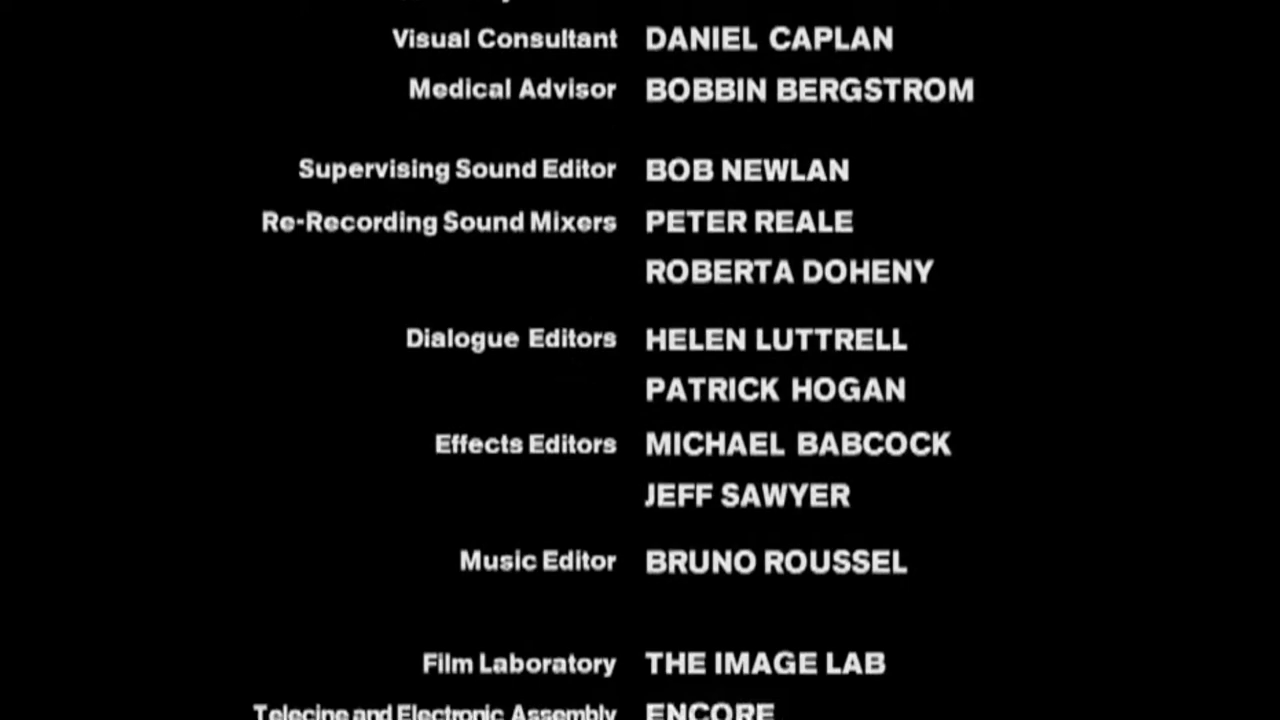 Visual Consultant DANIEL CAPLAN
Medical Advisor BOBBIN BERGSTROM
Supervising Sound Editor BOB NEWLAN
Re-Recording Sound Mixers PETER REALE
ROBERTA DOHENY
Dialogue Editors HELEN LUTTRELL
PATRICK HOGAN
Effects Editors MICHAEL BABCOCK
JEFF SAWYER
Music Editor BRUNO ROUSSEL
Film Laboratory THE IMAGE LAB
Telecine and Electronic Assembly ENCORE